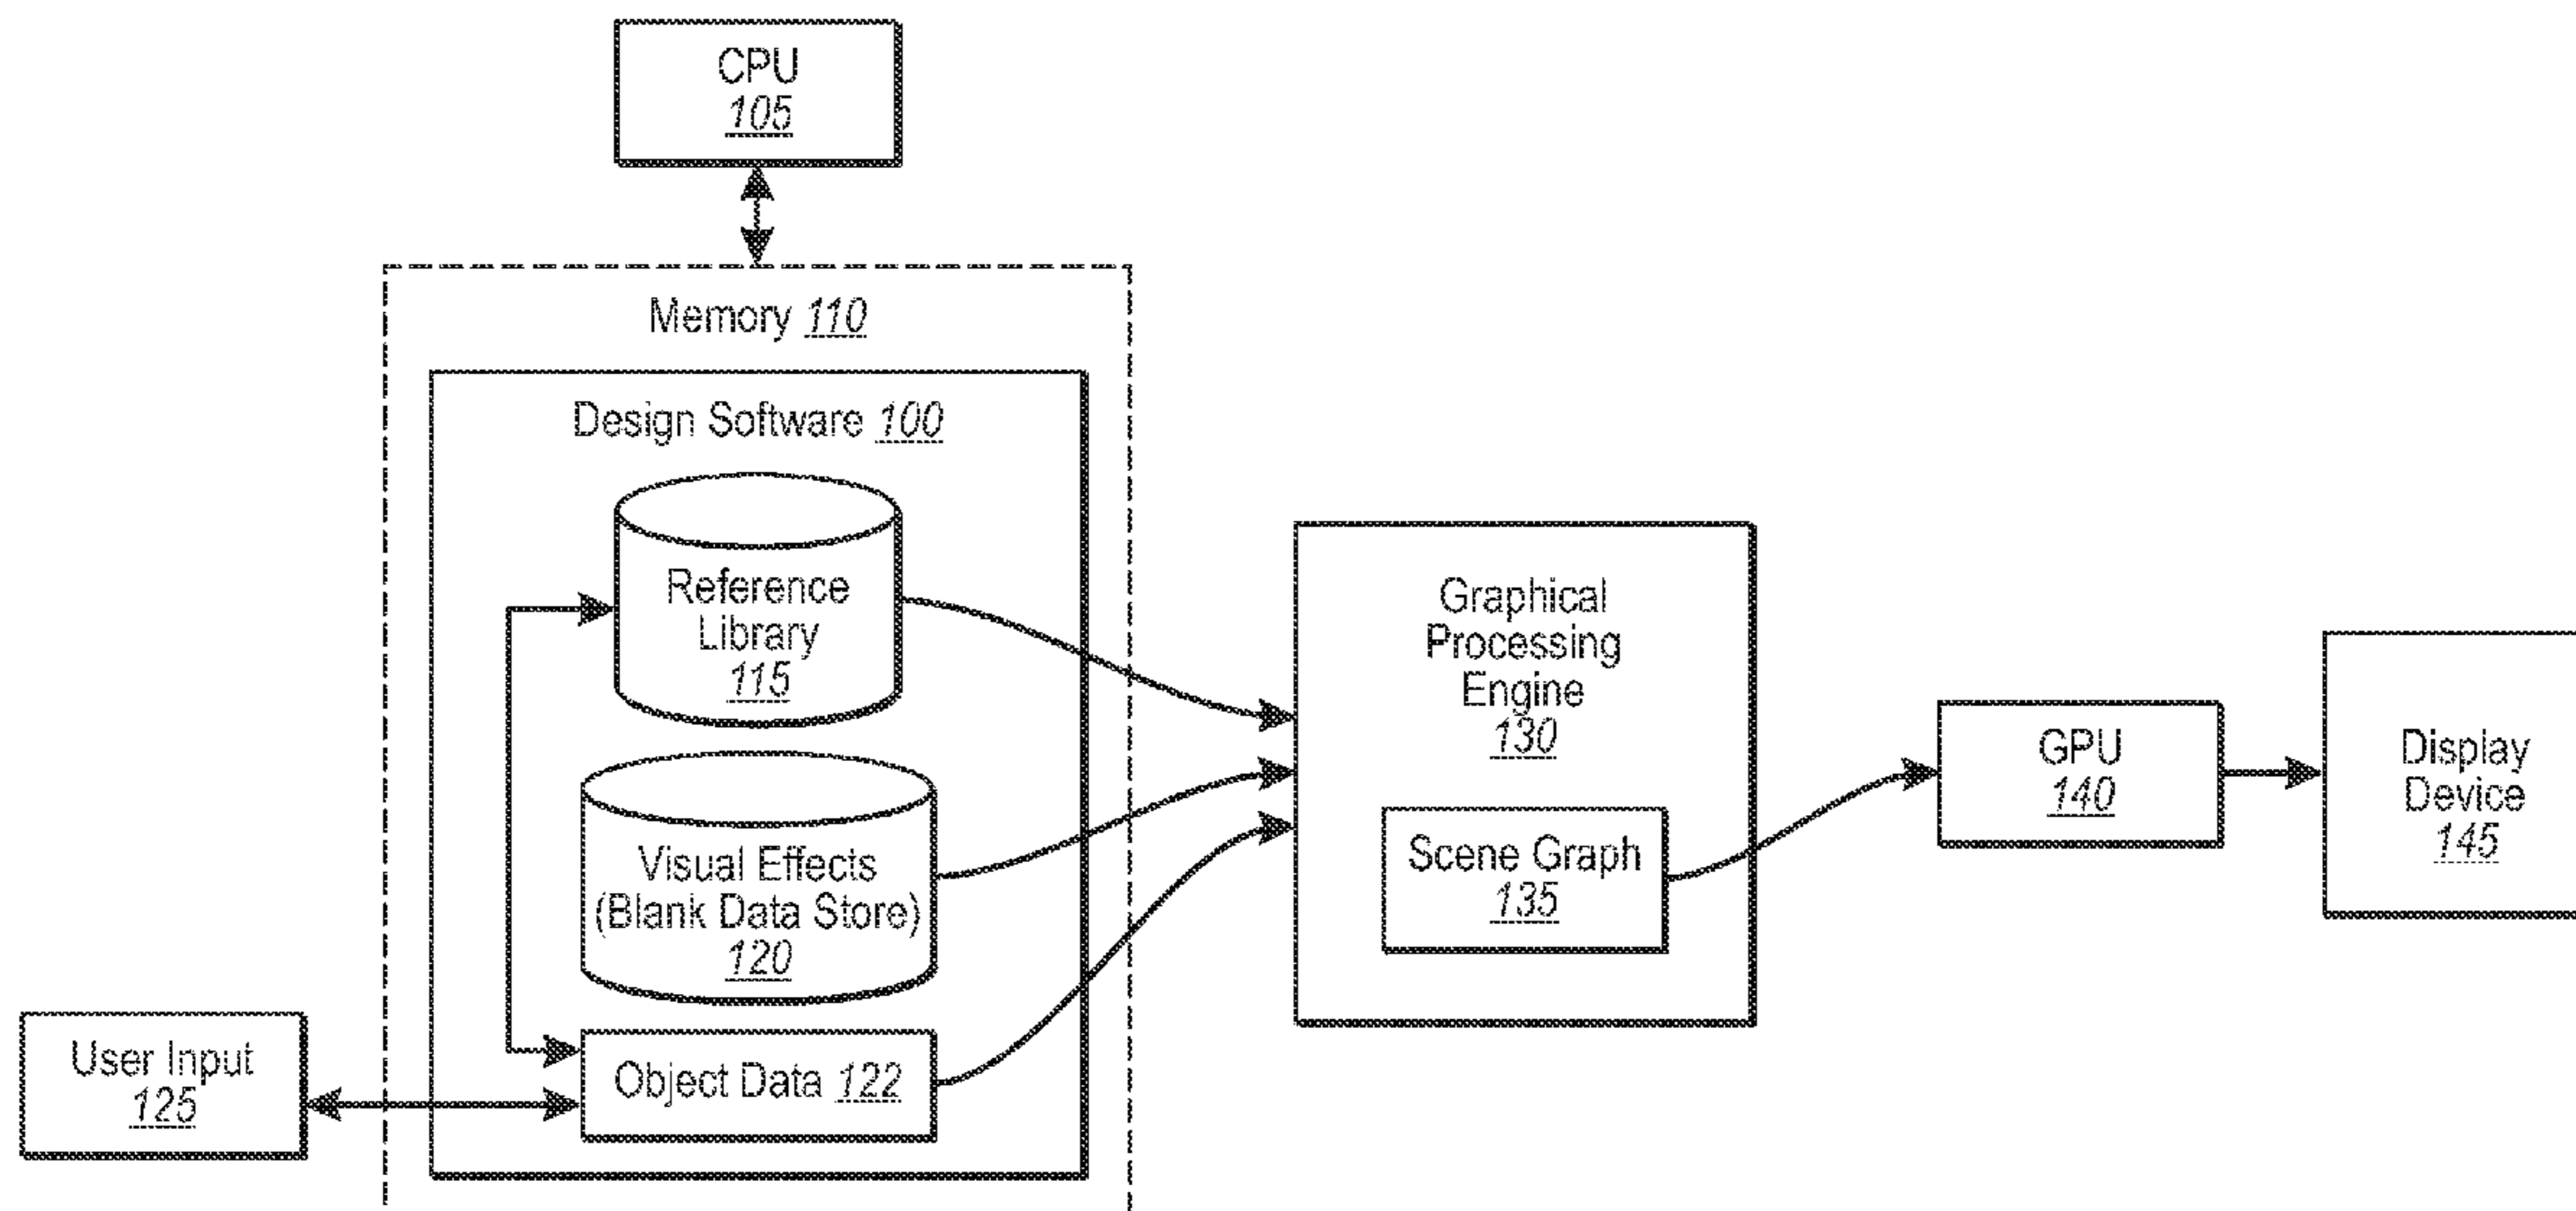 CPU
105
Memory 110
Design Software 100
Reference
Library
115
Visual Effects
(Blank Data Store)
120
Object Data 122
User Input
125
Graphical
Processing
Engine
130
Scene Graph
135
GPU
140
Display
Device
145